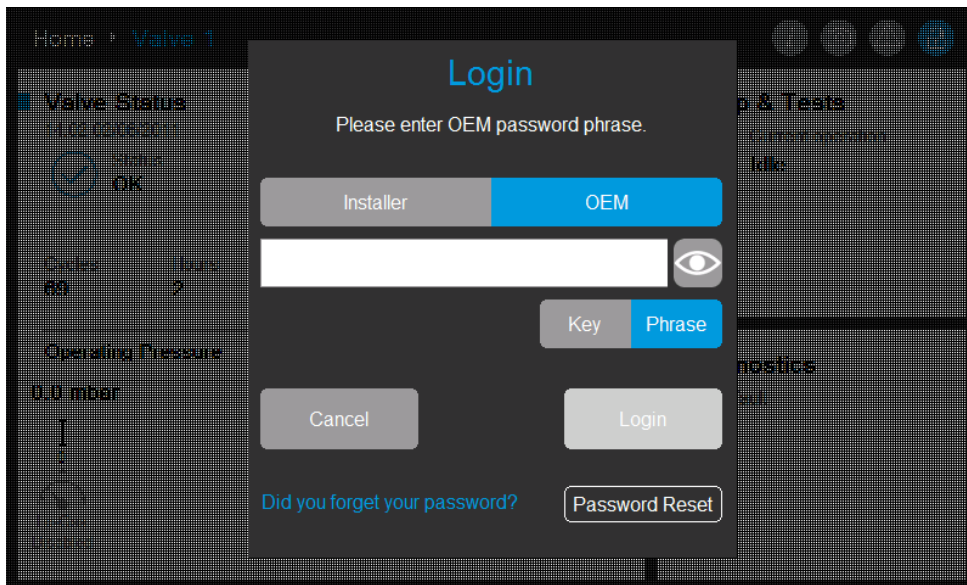 Home Valve 1
Login
Please enter OEM password phrase.
Valve Status
p & Tests
Status
OK
Idle
Installer OEM
Cycles Hours
69 2
Key Phrase
Operating Pressure
nostics
0.0 mbar
Cancel Login
Did you forget your password? Password Reset